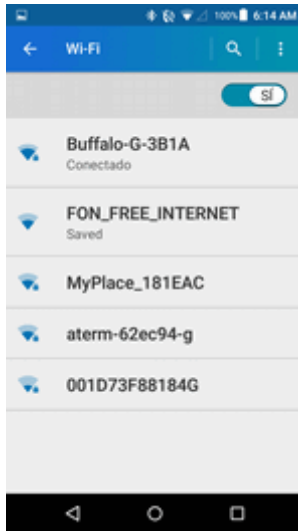 100% 6:14 AM
Wi-Fi
SÍ
Buffalo-G-3B1A
Conectado
FON_FREE_INTERNET
Saved
MyPlace_181EAC
aterm-62ec94-g
001D73F88184G